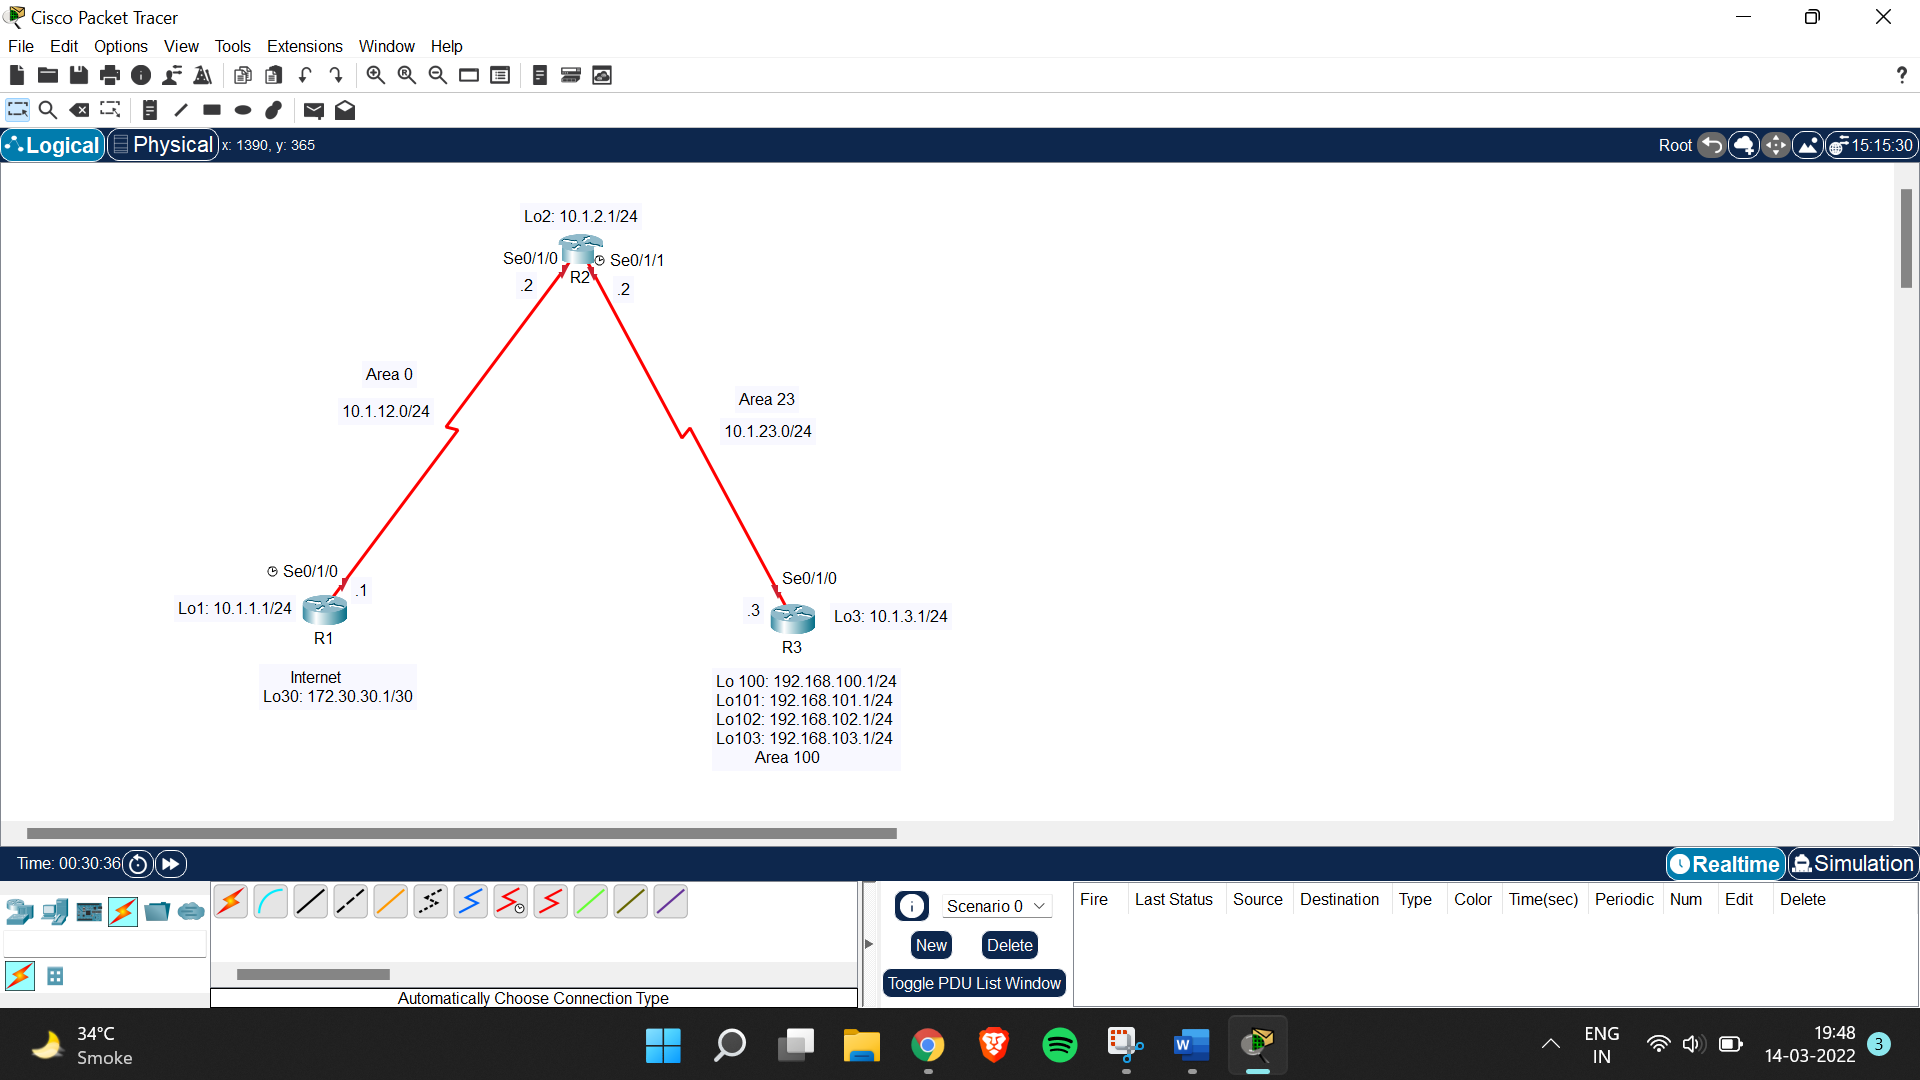 Cisco Packet Tracer
File Edit Options View Tools Extensions Window Help
?
Logical Physical x: 1390, y: 365 Root 15:15:30
Lo2: 10.1.2.1/24
Se0/1/0 Se0/1/1
R2
.2 .2
Area 0
10.1.12.0/24
Area 23
10.1.23.0/24
Se0/1/0
.1
Lo1: 10.1.1.1/24
R1
Internet
Lo30: 172.30.30.1/30
Se0/1/0
.3
Lo3: 10.1.3.1/24
R3
Lo 100: 192.168.100.1/24
Lo101: 192.168.101.1/24
Lo102: 192.168.102.1/24
Lo103: 192.168.103.1/24
Area 100
Time: 00:30:36 Realtime Simulation
Scenario 0
New Delete
Toggle PDU List Window
Fire Last Status Source Destination Type Color Time(sec) Periodic Num Edit Delete
Automatically Choose Connection Type
34°C
Smoke
W
ENG
IN
19:48
14-03-2022
3